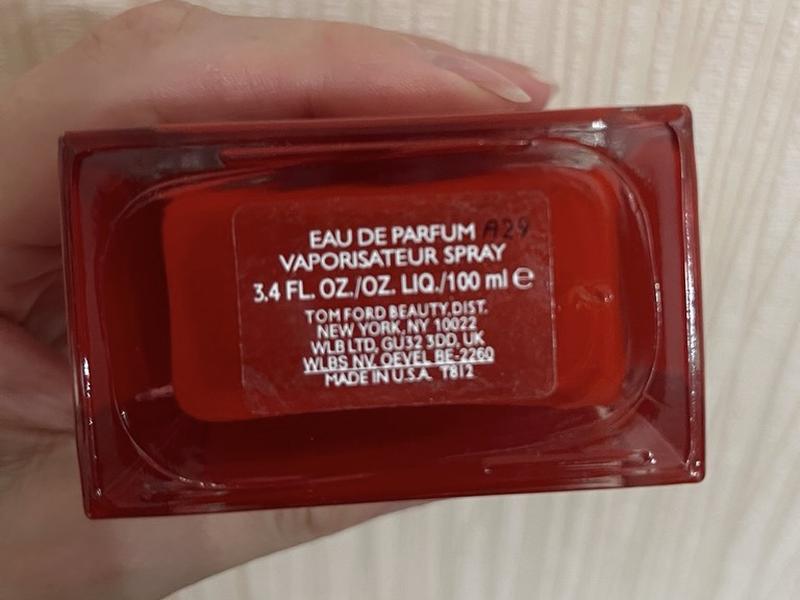 EAU DE PARFUM A29
VAPORISATEUR SPRAY
3.4 FL. OZ./OZ. LIQ./100 ml ℮
TOM FORD BEAUTY, DIST.
NEW YORK, NY 10022
WLB LTD, GU32 3DD, UK
WLBS NV, OEVEL BE-2260
MADE IN U.S.A. T812